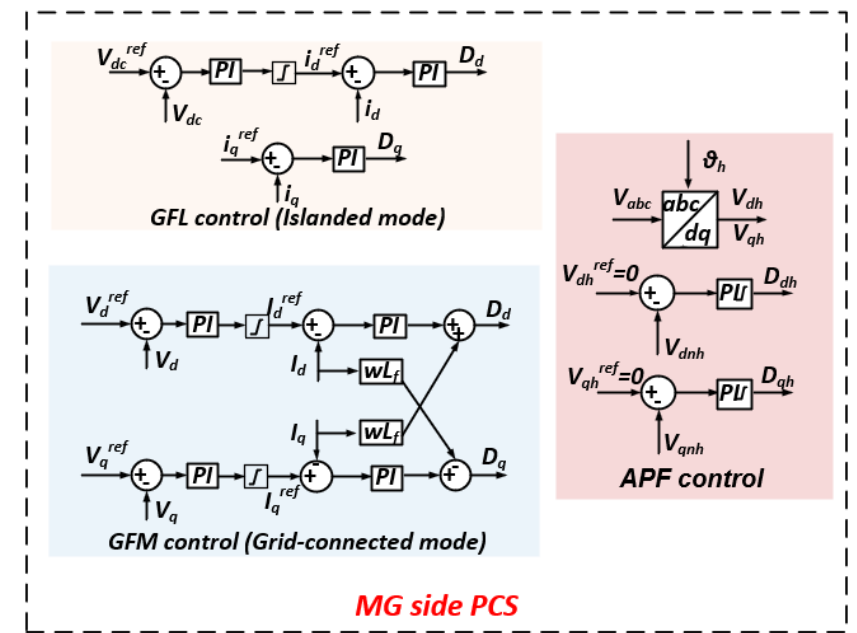 V_dc^ref
+
-
PI
i_d^ref
+
-
PI
D_d
V_dc
i_d
i_q^ref
+
-
PI
D_q
i_q
GFL control (Islanded mode)
V_d^ref
+
-
PI
I_d^ref
+
-
PI
+
+
D_d
V_d
I_d
wL_f
I_q
wL_f
V_q^ref
+
-
PI
I_q^ref
+
-
PI
+
-
D_q
V_q
GFM control (Grid-connected mode)
ϑ_h
V_abc
abc
dq
V_dh
V_qh
V_dh^ref=0
+
-
PI
D_dh
V_dnh
V_qh^ref=0
+
-
PI
D_qh
V_qnh
APF control
MG side PCS